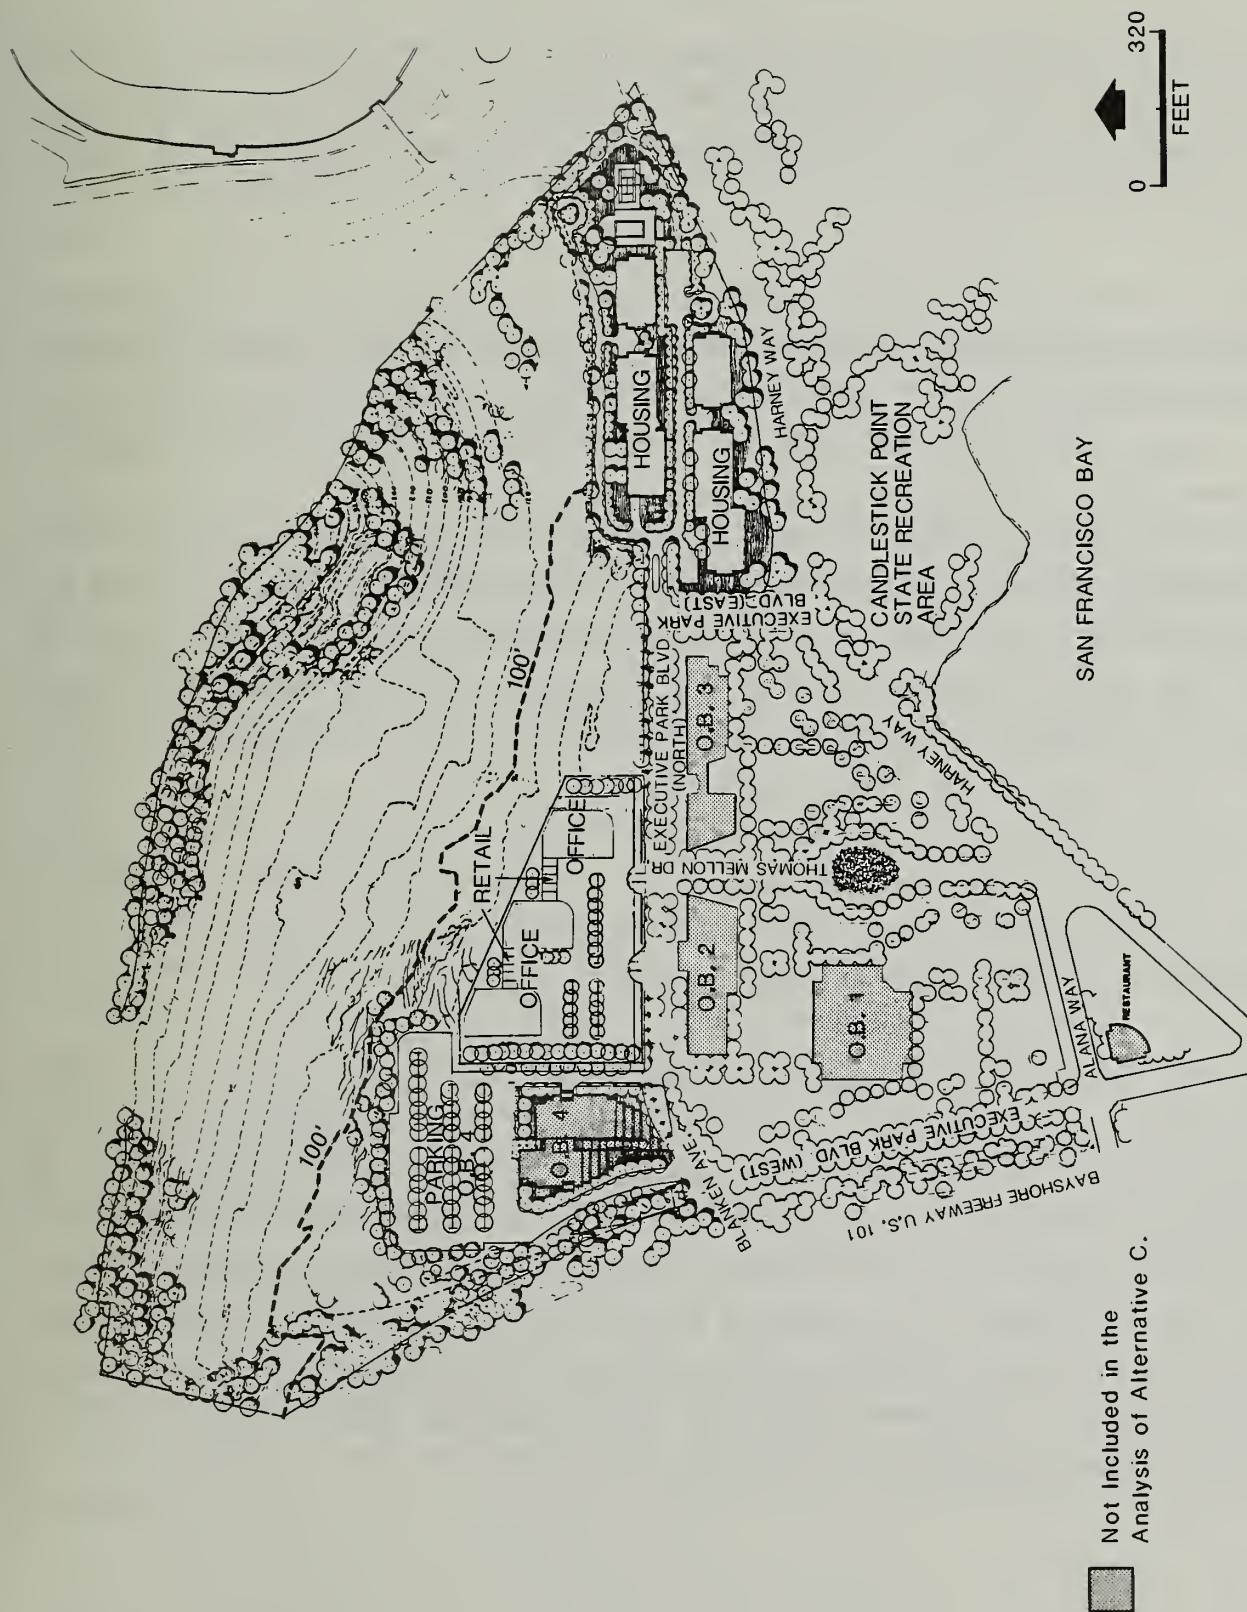 0 320
FEET
HOUSING
HOUSING
HARNEY WAY
CANDLESTICK POINT
STATE RECREATION
AREA
SAN FRANCISCO BAY
EXECUTIVE PARK
BLVD (EAST)
100'
EXECUTIVE PARK BLVD
(NORTH)
O.B. 3
HARNEY WAY
RETAIL
OFFICE
OFFICE
THOMAS MELLON DR
O.B. 2
O.B. 1
ALANA WAY
RESTAURANT
100'
PARKING
O.B. 4
O.B. 4
BLANKEN AVE
EXECUTIVE PARK BLVD (WEST)
BAYSHORE FREEWAY U.S. 101
Not Included in the
Analysis of Alternative C.